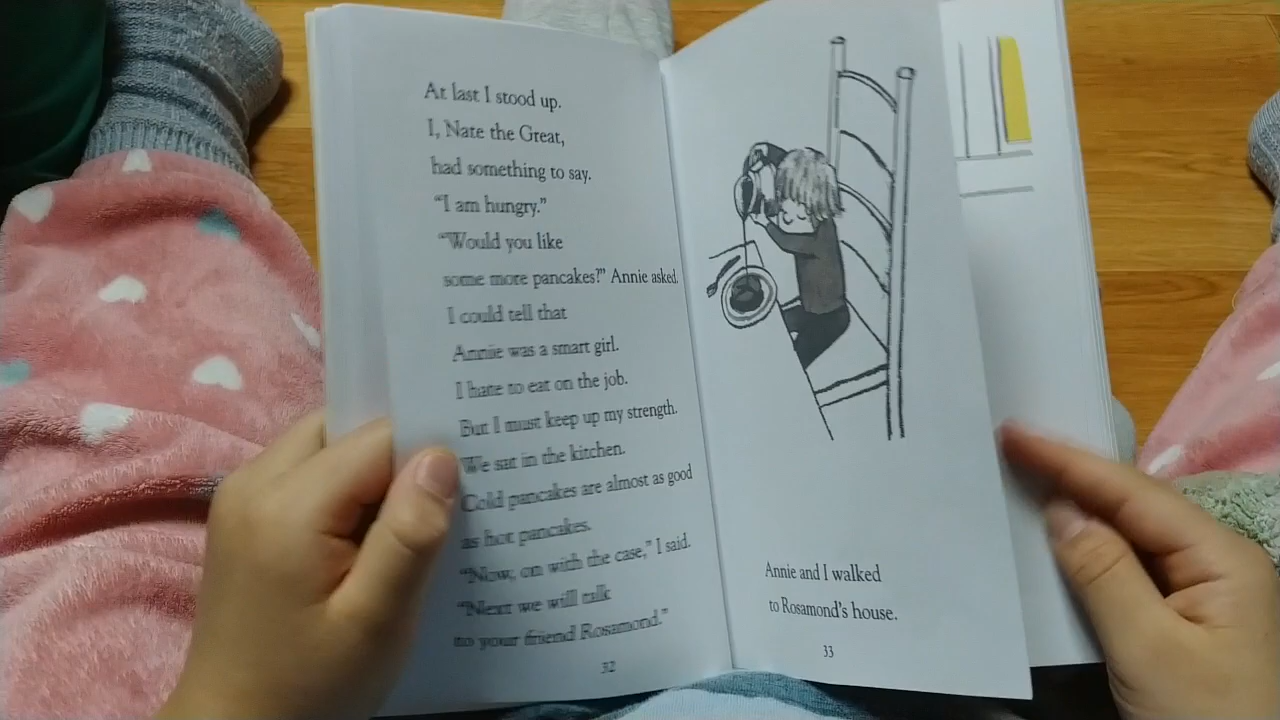 At last I stood up.
I, Nate the Great,
had something to say.
“I am hungry.”
“Would you like
some more pancakes?” Annie asked.
I could tell that
Annie was a smart girl.
I hate to eat on the job.
But I must keep up my strength.
We sat in the kitchen.
Cold pancakes are almost as good
as hot pancakes.
“Now, on with the case,” I said.
“Next we will talk
to your friend Rosamond.”
32
Annie and I walked
to Rosamond’s house.
33